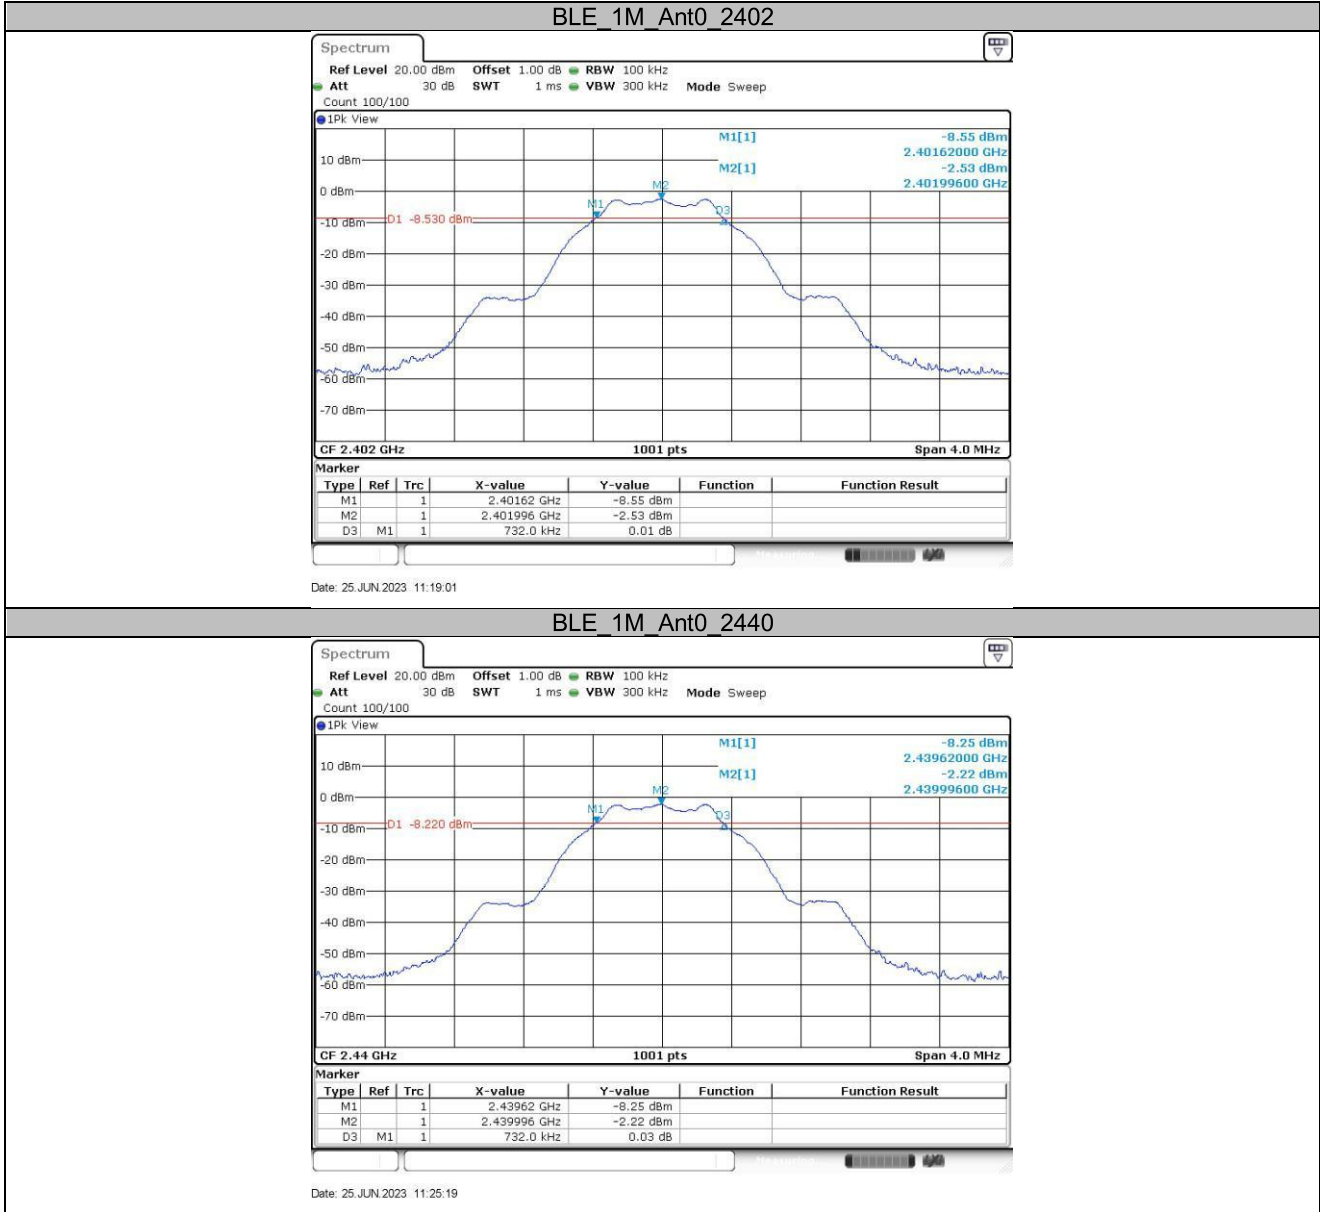 BLE_1M_Ant0_2402
Spectrum
Ref Level 20.00 dBm Offset 1.00 dB RBW 100 kHz
Att 30 dB SWT 1 ms VBW 300 kHz Mode Sweep
Count 100/100
1Pk View
M1[1] -8.55 dBm
2.40162000 GHz
10 dBm
M2[1] -2.53 dBm
2.40199600 GHz
M2
0 dBm
M1
D3
-10 dBm
D1 -8.530 dBm
-20 dBm
-30 dBm
-40 dBm
-50 dBm
-60 dBm
-70 dBm
CF 2.402 GHz 1001 pts Span 4.0 MHz
Marker
Type Ref Trc X-value Y-value Function Function Result
M1 1 2.40162 GHz -8.55 dBm
M2 1 2.401996 GHz -2.53 dBm
D3 M1 1 732.0 kHz 0.01 dB
Date: 25.JUN.2023 11:19:01
BLE_1M_Ant0_2440
Spectrum
Ref Level 20.00 dBm Offset 1.00 dB RBW 100 kHz
Att 30 dB SWT 1 ms VBW 300 kHz Mode Sweep
Count 100/100
1Pk View
M1[1] -8.25 dBm
2.43962000 GHz
10 dBm
M2[1] -2.22 dBm
2.43999600 GHz
M2
0 dBm
M1
D3
-10 dBm
D1 -8.220 dBm
-20 dBm
-30 dBm
-40 dBm
-50 dBm
-60 dBm
-70 dBm
CF 2.44 GHz 1001 pts Span 4.0 MHz
Marker
Type Ref Trc X-value Y-value Function Function Result
M1 1 2.43962 GHz -8.25 dBm
M2 1 2.439996 GHz -2.22 dBm
D3 M1 1 732.0 kHz 0.03 dB
Date: 25.JUN.2023 11:25:19